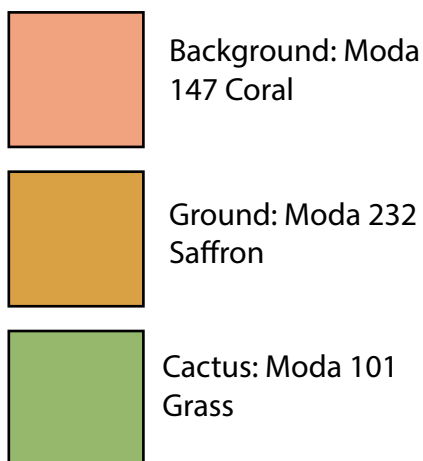 Background: Moda
147 Coral
Ground: Moda 232
Saffron
Cactus: Moda 101
Grass